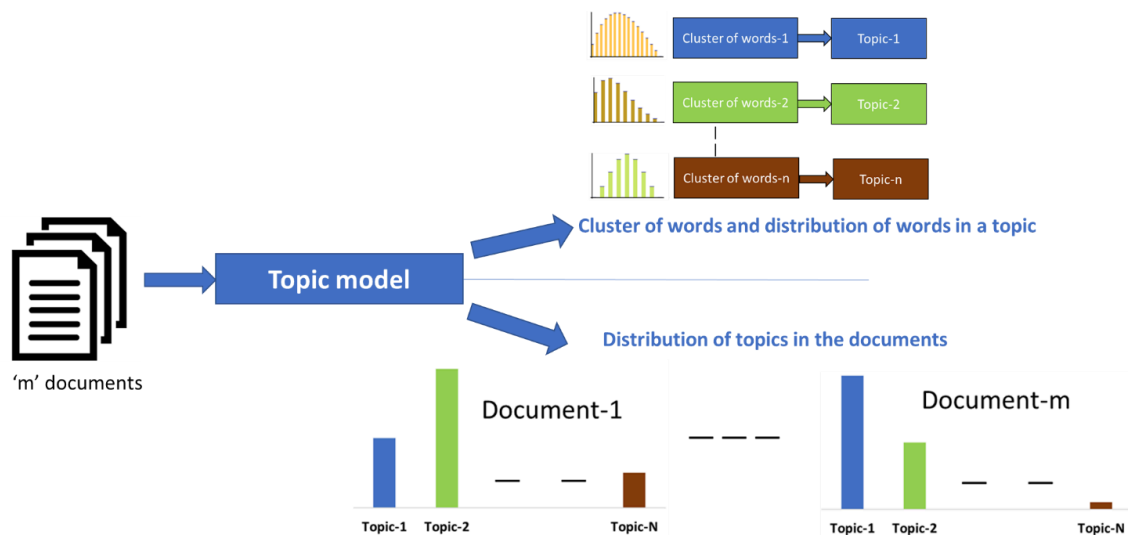 Cluster of words-1
Topic-1
Cluster of words-2
Topic-2
Cluster of words-n
Topic-n
Cluster of words and distribution of words in a topic
Topic model
Distribution of topics in the documents
‘m’ documents
Document-1
Document-m
Topic-1 Topic-2 Topic-N
Topic-1 Topic-2 Topic-N